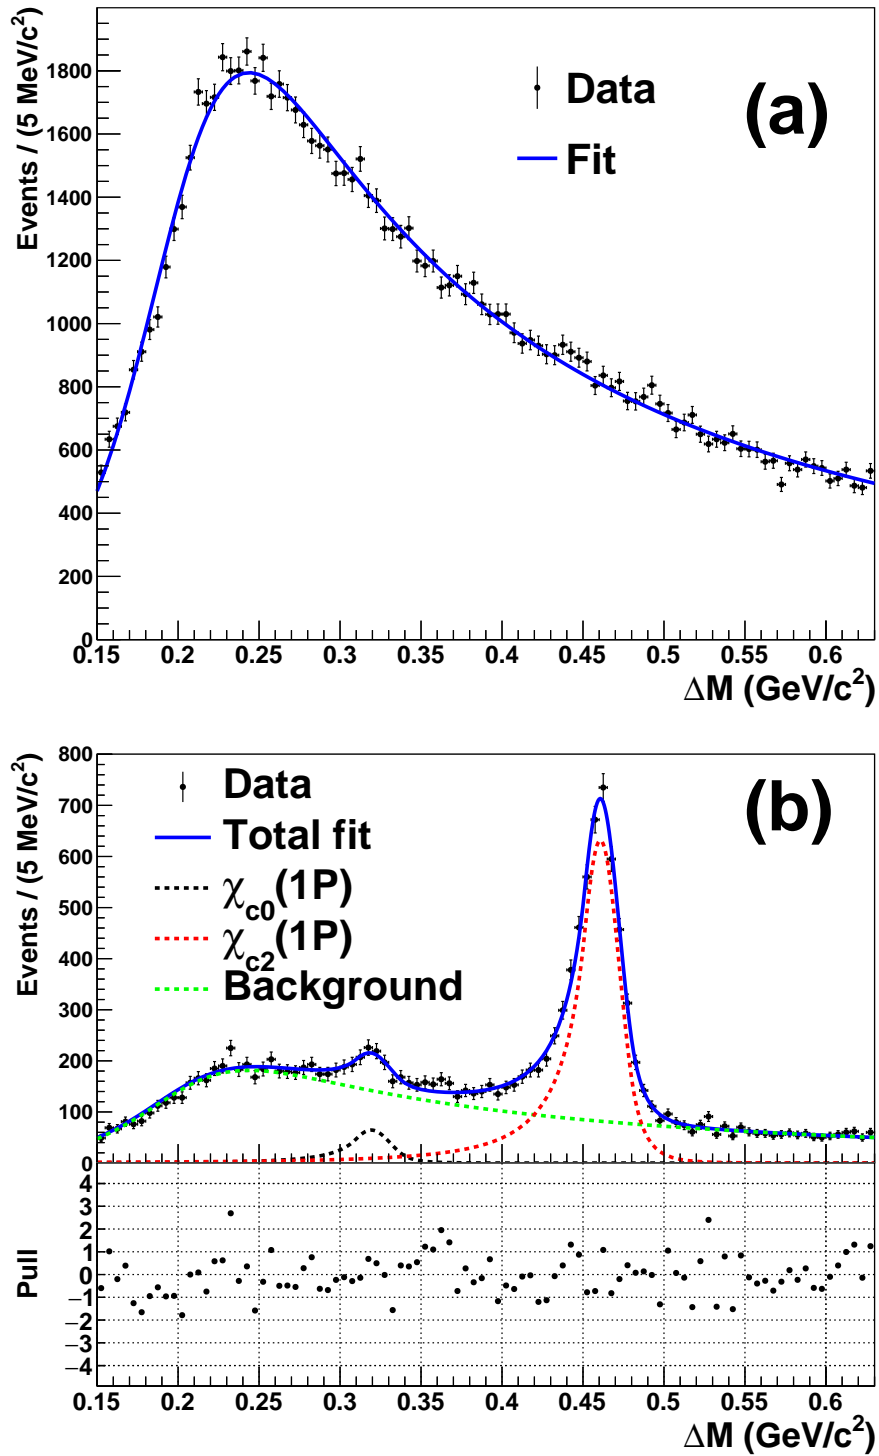 Events / (5 MeV/c²)
1800
1600
1400
1200
1000
800
600
400
200
0
Data
Fit
(a)
0.15 0.2 0.25 0.3 0.35 0.4 0.45 0.5 0.55 0.6
ΔM (GeV/c²)
Events / (5 MeV/c²)
800
700
600
500
400
300
200
100
0
Data
Total fit
χc0(1P)
χc2(1P)
Background
(b)
Pull
4
3
2
1
0
−1
−2
−3
−4
0.15 0.2 0.25 0.3 0.35 0.4 0.45 0.5 0.55 0.6
ΔM (GeV/c²)